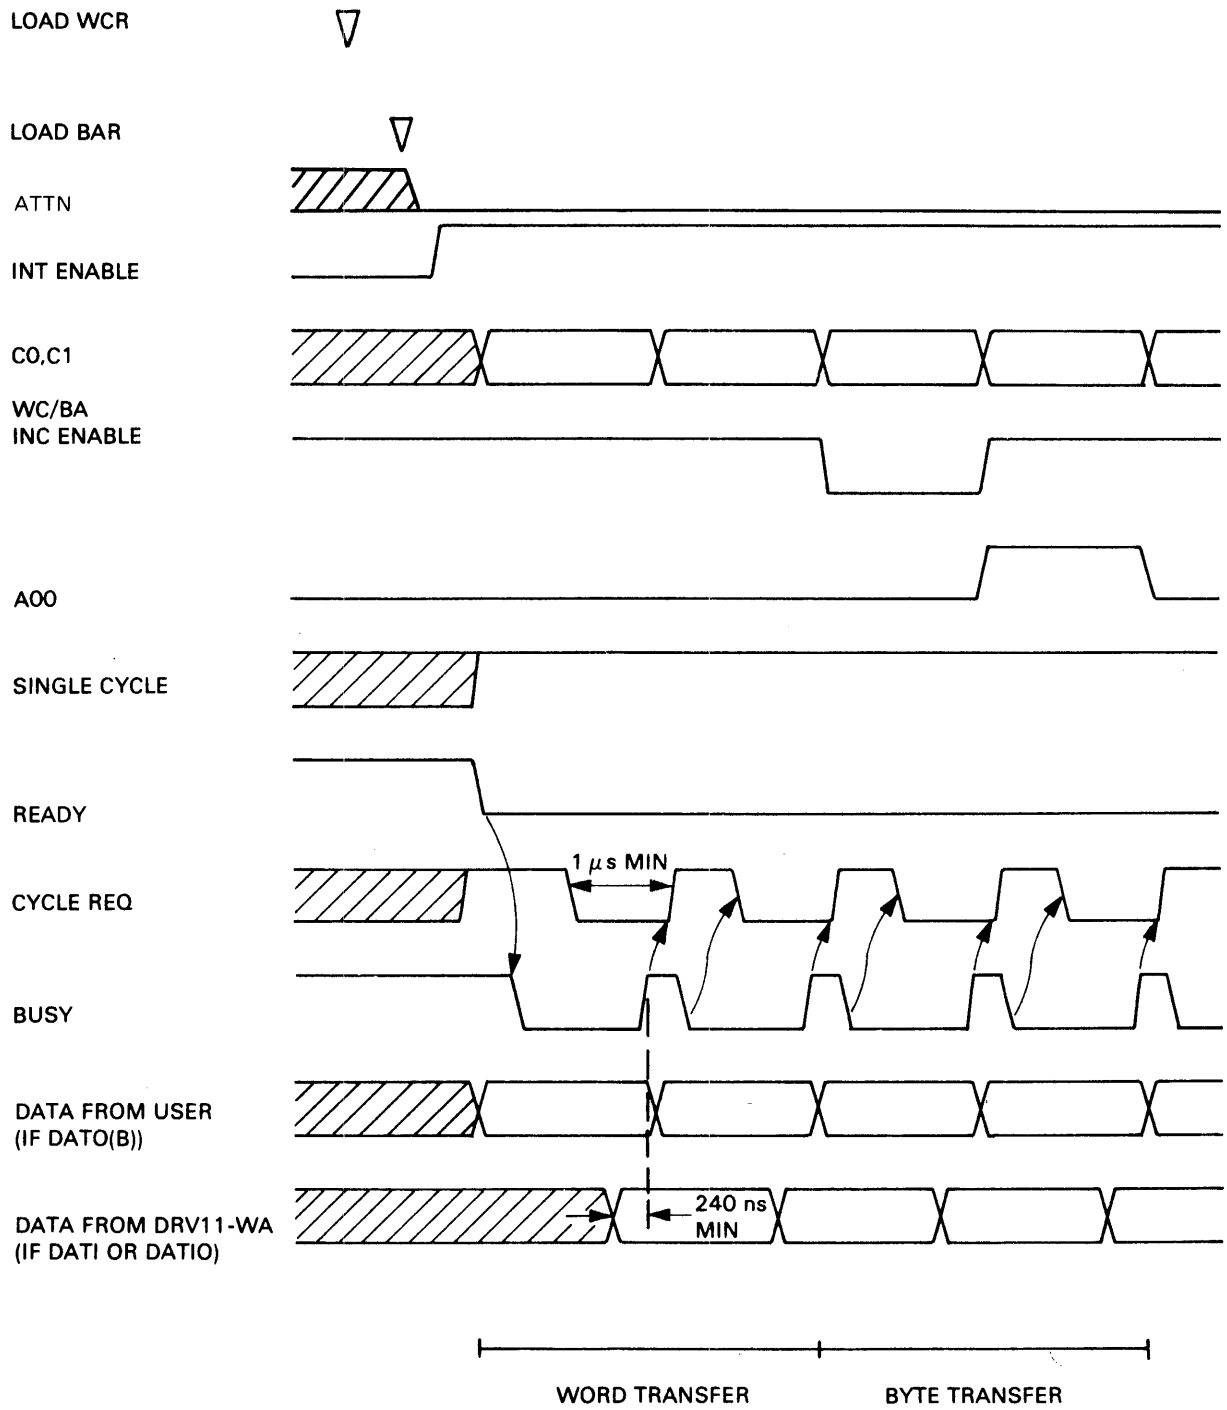 LOAD WCR
LOAD BAR
ATTN
INT ENABLE
C0,C1
WC/BA
INC ENABLE
A00
SINGLE CYCLE
READY
1 μs MIN
CYCLE REQ
BUSY
DATA FROM USER
(IF DATO(B))
240 ns
MIN
DATA FROM DRV11-WA
(IF DATI OR DATIO)
WORD TRANSFER
BYTE TRANSFER